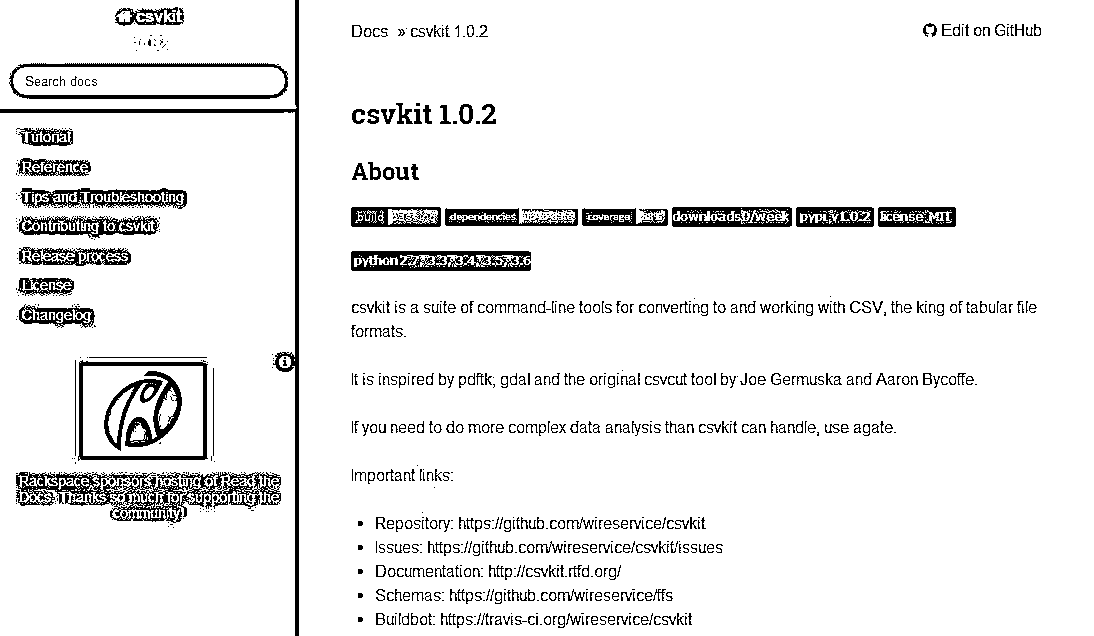 csvkit
Search docs
Tutorial
Reference
Tips and Troubleshooting
Contributing to csvkit
Release process
License
Changelog
Rackspace sponsors hosting of Read the
Docs. Thanks so much for supporting the
community!
Docs » csvkit 1.0.2
Edit on GitHub
csvkit 1.0.2
About
build passing dependencies coverage downloads 0/week pypi v1.0.2 license MIT
python 2.7, 3.3, 3.4, 3.5, 3.6
csvkit is a suite of command-line tools for converting to and working with CSV, the king of tabular file
formats.
It is inspired by pdftk, gdal and the original csvcut tool by Joe Germuska and Aaron Bycoffe.
If you need to do more complex data analysis than csvkit can handle, use agate.
Important links:
Repository: https://github.com/wireservice/csvkit
Issues: https://github.com/wireservice/csvkit/issues
Documentation: http://csvkit.rtfd.org/
Schemas: https://github.com/wireservice/ffs
Buildbot: https://travis-ci.org/wireservice/csvkit